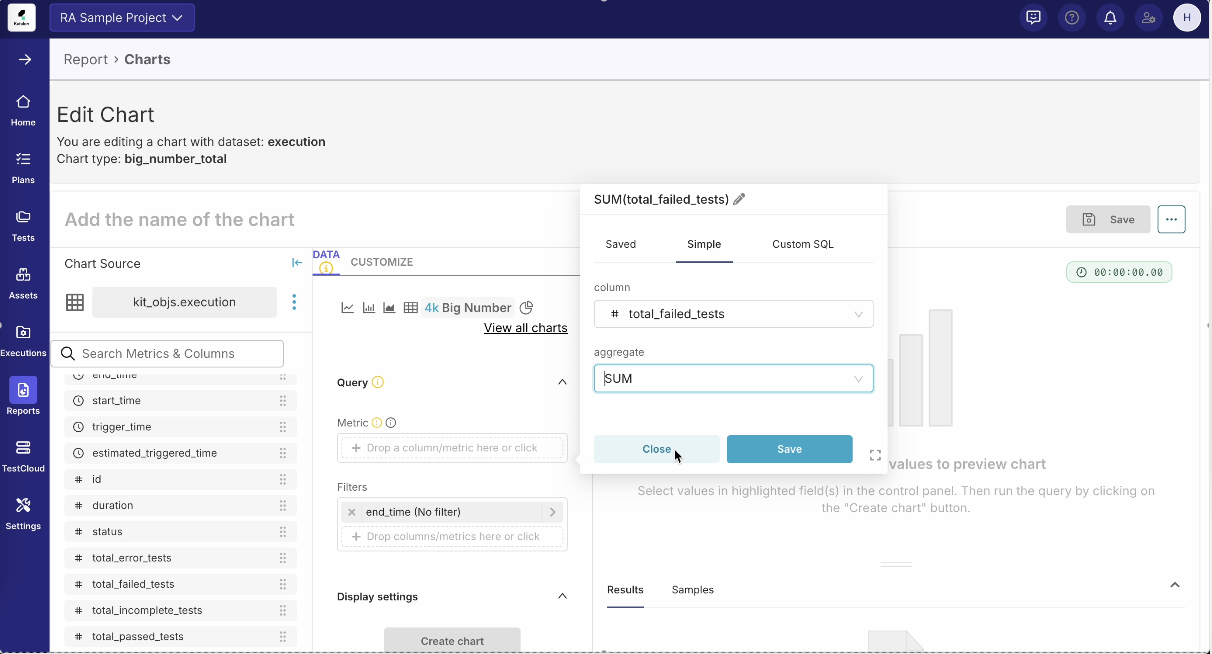 Katalon
RA Sample Project
H
Report › Charts
Home
Plans
Tests
Assets
Executions
Reports
TestCloud
Settings
Edit Chart
You are editing a chart with dataset: execution
Chart type: big_number_total
Add the name of the chart
Save
...
Chart Source
kit_objs.execution
Search Metrics & Columns
end_time
start_time
trigger_time
estimated_triggered_time
# id
# duration
# status
# total_error_tests
# total_failed_tests
# total_incomplete_tests
# total_passed_tests
DATA
CUSTOMIZE
4k Big Number
View all charts
Query
Metric
+ Drop a column/metric here or click
Filters
× end_time (No filter)
+ Drop columns/metrics here or click
Display settings
Create chart
SUM(total_failed_tests)
Saved
Simple
Custom SQL
column
# total_failed_tests
aggregate
SUM
Close
Save
00:00:00.00
values to preview chart
Select values in highlighted field(s) in the control panel. Then run the query by clicking on
the "Create chart" button.
Results
Samples